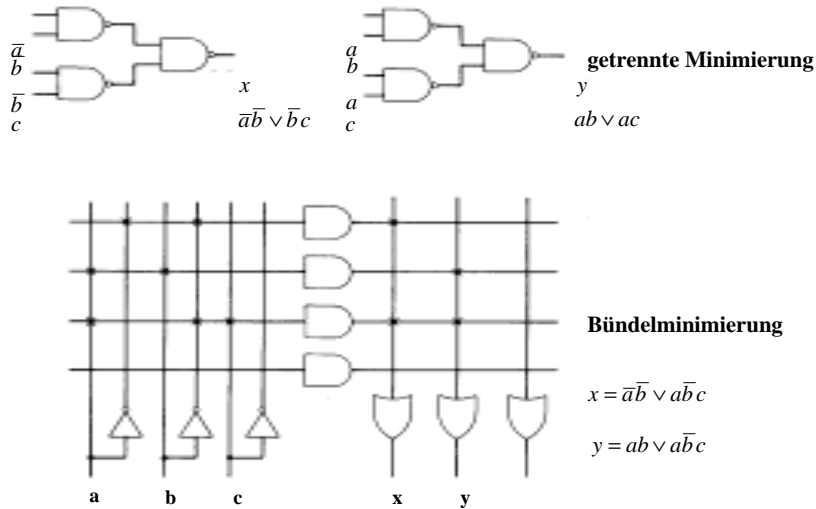 a̅
b̅
b̅
c
x
a̅b̅ ∨ b̅c
a
b
a
c
y
ab ∨ ac
getrennte Minimierung
Bündelminimierung
x = a̅b̅ ∨ ab̅c
y = ab ∨ ab̅c
a b c x y